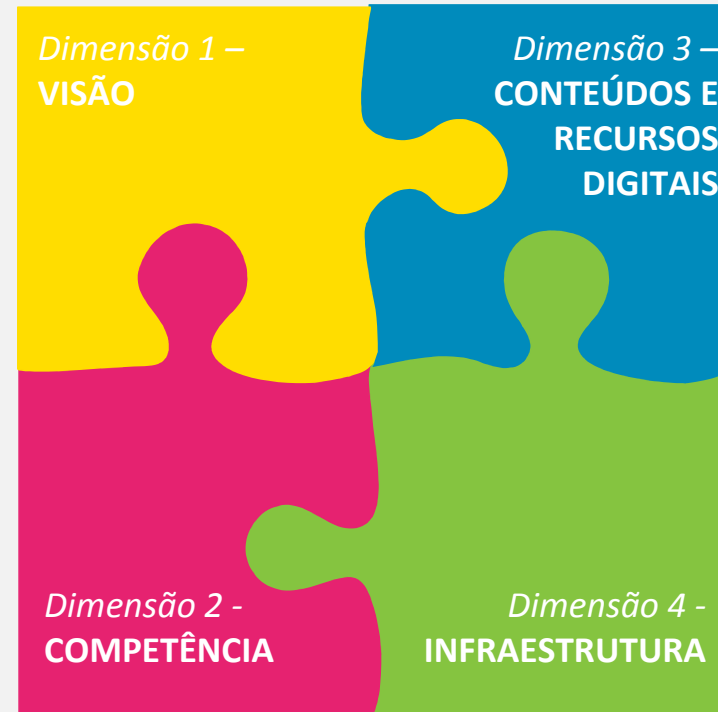 Dimensão 1 –
VISÃO
Dimensão 3 –
CONTEÚDOS E
RECURSOS
DIGITAIS
Dimensão 2 -
COMPETÊNCIA
Dimensão 4 -
INFRAESTRUTURA